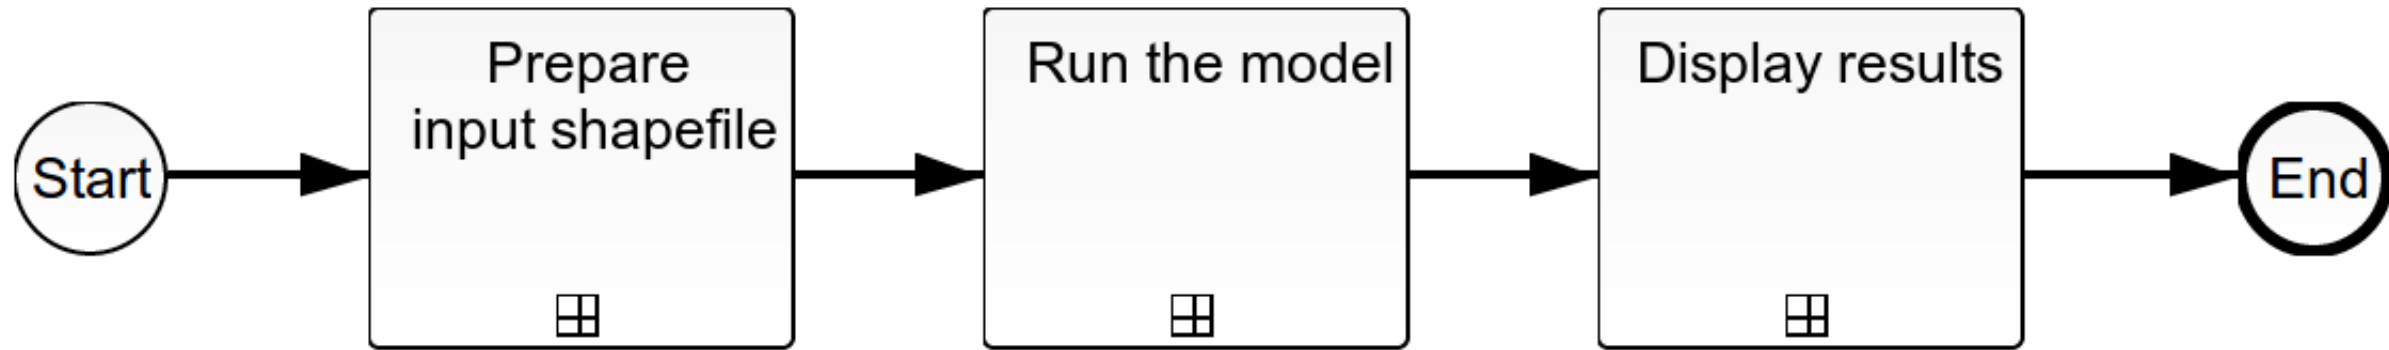 Start
Prepare
input shapefile
Run the model
Display results
End